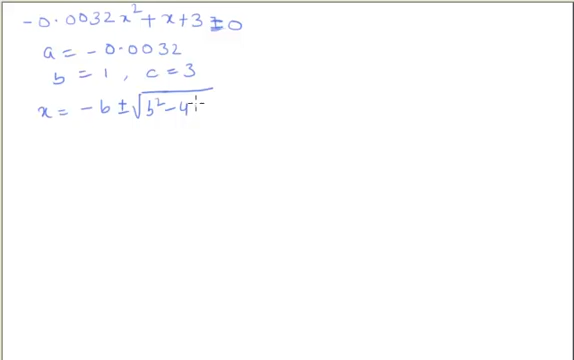 -0.0032x² + x + 3 = 0
a = -0.0032
b = 1, c = 3
x = -b ± √b² - 4